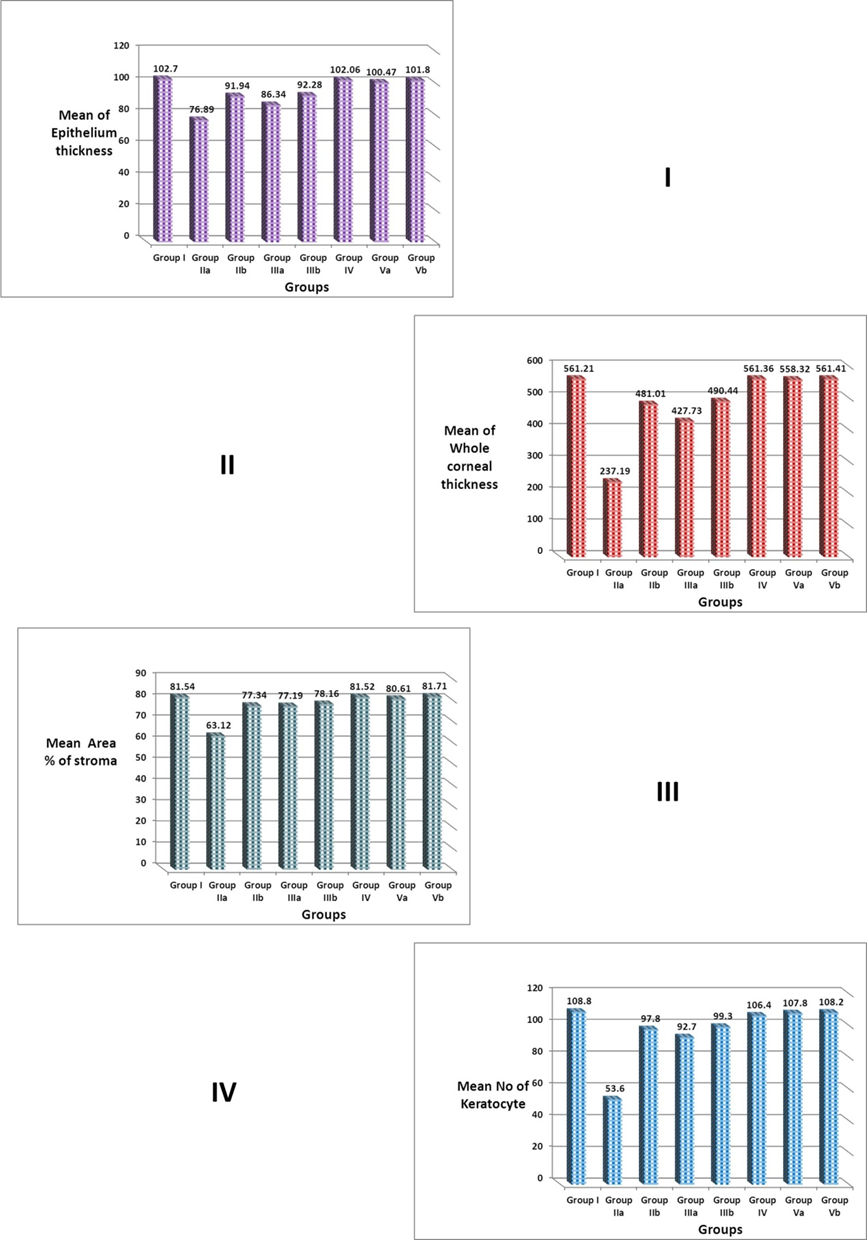 120
100
80
60
40
20
0
Mean of
Epithelium
thickness
102.7
76.89
91.94
86.34
92.28
102.06
100.47
101.8
Group I
Group
IIa
Group
IIb
Group
IIIa
Group
IIIb
Group
IV
Group
Va
Group
Vb
Groups
I
600
500
400
300
200
100
0
Mean of
Whole
corneal
thickness
561.21
237.19
481.01
427.73
490.44
561.36
558.32
561.41
Group I
Group
IIa
Group
IIb
Group
IIIa
Group
IIIb
Group
IV
Group
Va
Group
Vb
Groups
II
90
80
70
60
50
40
30
20
10
0
Mean Area
% of stroma
81.54
63.12
77.34
77.19
78.16
81.52
80.61
81.71
Group I
Group
IIa
Group
IIb
Group
IIIa
Group
IIIb
Group
IV
Group
Va
Group
Vb
Groups
III
120
100
80
60
40
20
0
Mean No of
Keratocyte
108.8
53.6
97.8
92.7
99.3
106.4
107.8
108.2
Group I
Group
IIa
Group
IIb
Group
IIIa
Group
IIIb
Group
IV
Group
Va
Group
Vb
Groups
IV